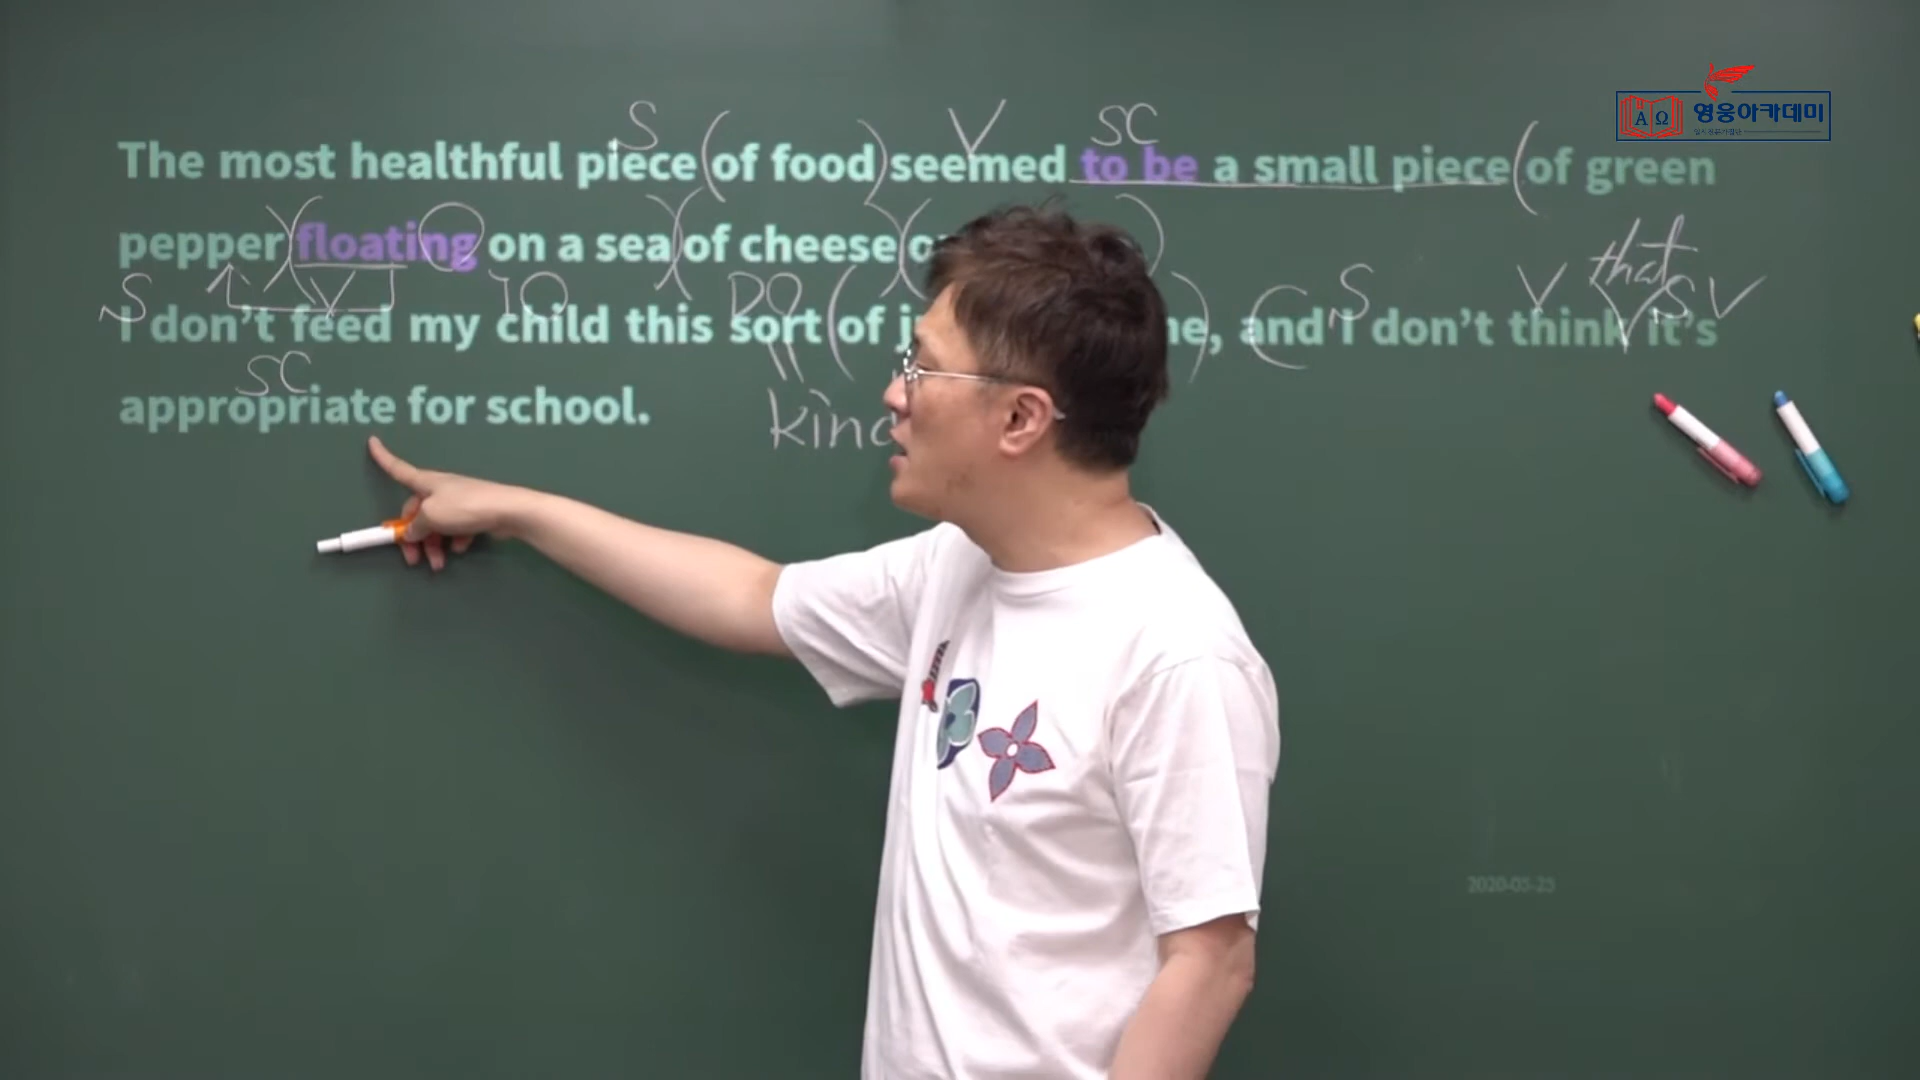 영웅아카데미
A Ω
S V SC
The most healthful piece (of food) seemed to be a small piece (of green
pepper) (floating on a sea) (of cheese) (
that
S V IO DO S V S V
I don't feed my child this sort (of , and I don't think it's
SC
appropriate for school.
2020-05-25